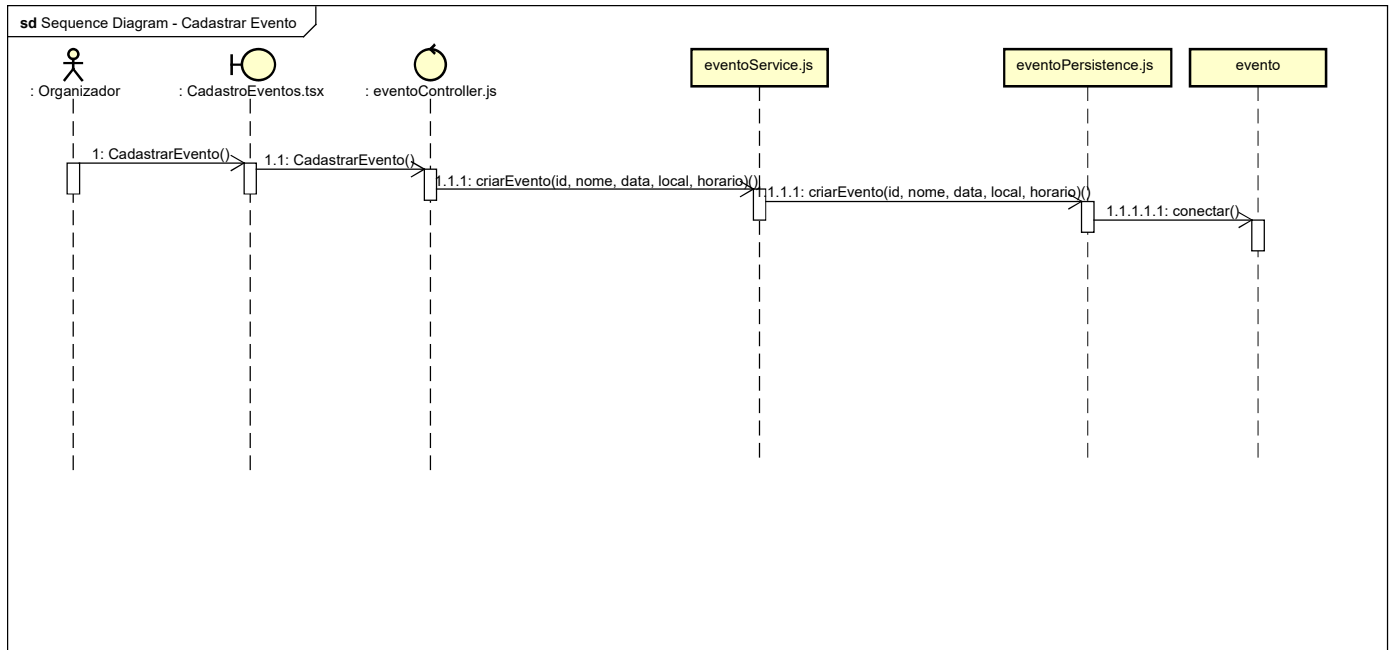 sd Sequence Diagram - Cadastrar Evento
eventoService.js
eventoPersistence.js
evento
: Organizador
: CadastroEventos.tsx
: eventoController.js
1: CadastrarEvento()
1.1: CadastrarEvento()
1.1.1: criarEvento(id, nome, data, local, horario)()
1.1.1.1: criarEvento(id, nome, data, local, horario)()
1.1.1.1.1: conectar()